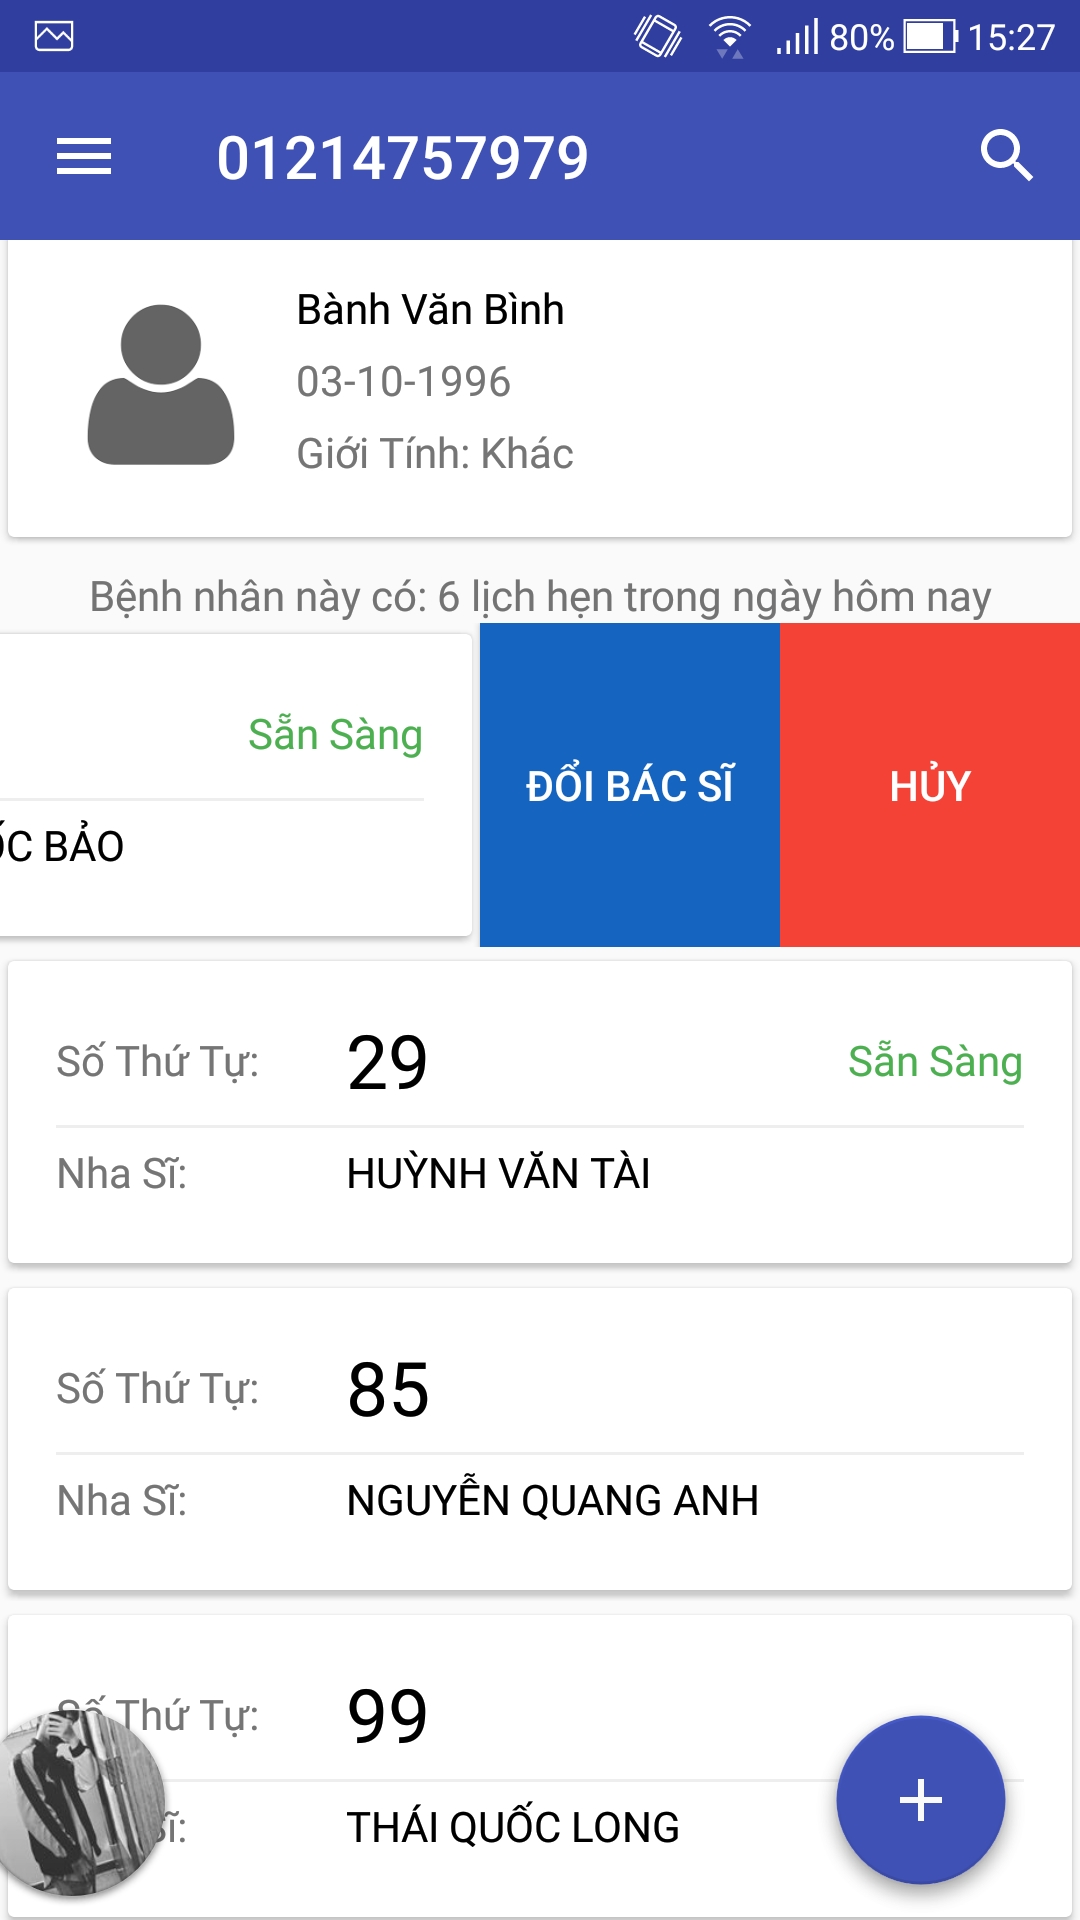 80% 15:27
01214757979
Bành Văn Bình
03-10-1996
Giới Tính: Khác
Bệnh nhân này có: 6 lịch hẹn trong ngày hôm nay
Sẵn Sàng
ĐỔI BÁC SĨ
HỦY
ỐC BẢO
Số Thứ Tự: 29 Sẵn Sàng
Nha Sĩ: HUỲNH VĂN TÀI
Số Thứ Tự: 85
Nha Sĩ: NGUYỄN QUANG ANH
Số Thứ Tự: 99
Sĩ: THÁI QUỐC LONG